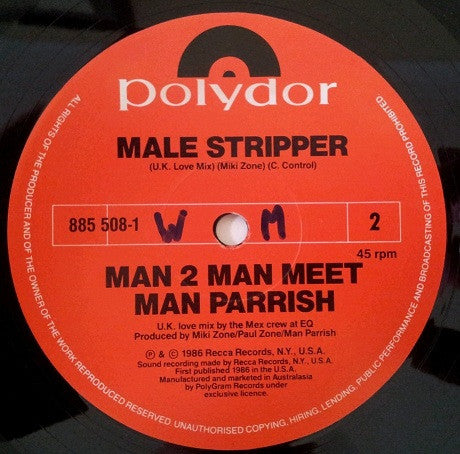 polydor
MALE STRIPPER
(U.K. Love Mix) (Miki Zone) (C. Control)
885 508-1
W
M
2
45 rpm
MAN 2 MAN MEET
MAN PARRISH
U.K. love mix by the Mex crew at EQ
Produced by Miki Zone/Paul Zone/Man Parrish
℗ & © 1986 Recca Records, N.Y., U.S.A.
Sound recording made by Recca Records, N.Y., U.S.A.
First published 1986 in the U.S.A.
Manufactured and marketed in Australasia
by PolyGram Records under
exclusive licence.
ALL RIGHTS OF THE PRODUCER AND OF THE OWNER OF THE WORK REPRODUCED RESERVED UNAUTHORISED COPYING, HIRING, LENDING, PUBLIC PERFORMANCE AND BROADCASTING OF THIS RECORD PROHIBITED